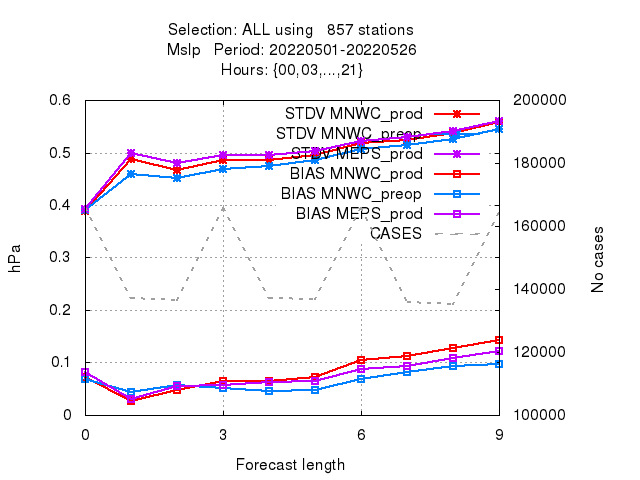 Selection: ALL using   857 stations
Mslp   Period: 20220501-20220526
Hours: {00,03,...,21}
STDV MNWC_prod
STDV MNWC_preop
STDV MEPS_prod
BIAS MNWC_prod
BIAS MNWC_preop
BIAS MEPS_prod
CASES
0.6
0.5
0.4
0.3
0.2
0.1
0
hPa
200000
180000
160000
140000
120000
100000
No cases
0 3 6 9
Forecast length